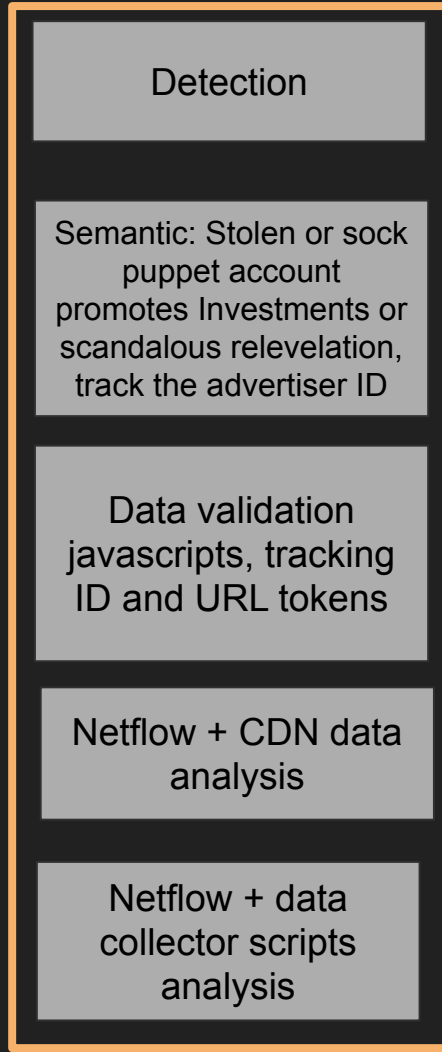 Detection
Semantic: Stolen or sock
puppet account
promotes Investments or
scandalous relevelation,
track the advertiser ID
Data validation
javascripts, tracking
ID and URL tokens
Netflow + CDN data
analysis
Netflow + data
collector scripts
analysis